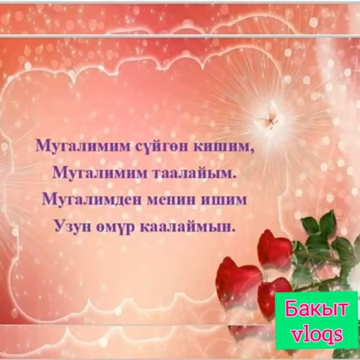 Мугалимим сүйгөн кишим,
Мугалимим таалайым.
Мугалимден менин ишим
Узун өмүр каалаймын.
Бакыт
vloqs